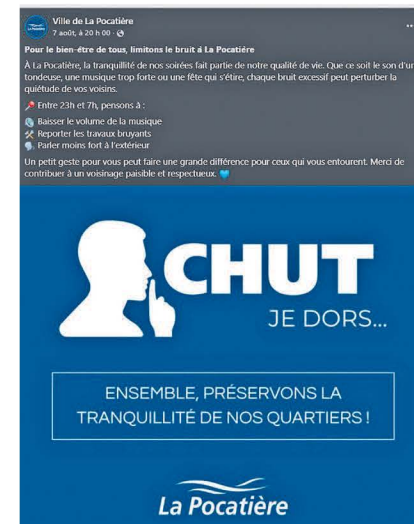 Ville de La Pocatière
7 août, à 20 h 00
Pour le bien-être de tous, limitons le bruit à La Pocatière
À La Pocatière, la tranquilité de nos soirées fait partie de notre qualité de vie. Que ce soit le son d'un
tondeuse, une musique trop forte ou une fête qui s'étire, chaque bruit excessif peut perturber la
quiétude de vos voisins.
📌 Entre 23h et 7h, pensons à :
Baisser le volume de la musique
🛠 Reporter les travaux bruyants
🗣 Parler moins fort à l'extérieur
Un petit geste pour vous peut faire une grande différence pour ceux qui vous entourent. Merci de
contribuer à un voisinage paisible et respectueux. 💙
CHUT
JE DORS...
ENSEMBLE, PRÉSERVONS LA
TRANQUILLITÉ DE NOS QUARTIERS !
La Pocatière